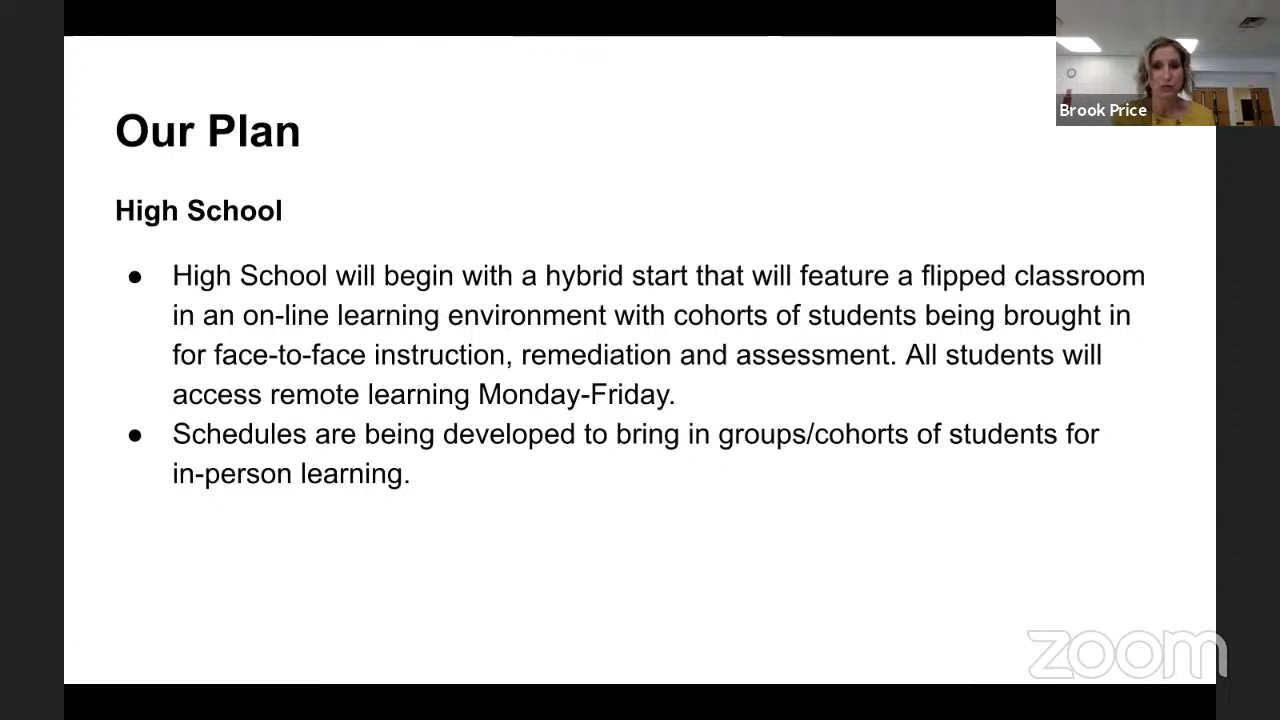 Our Plan
Brook Price
High School
● High School will begin with a hybrid start that will feature a flipped classroom
in an on-line learning environment with cohorts of students being brought in
for face-to-face instruction, remediation and assessment. All students will
access remote learning Monday-Friday.
● Schedules are being developed to bring in groups/cohorts of students for
in-person learning.
zoom